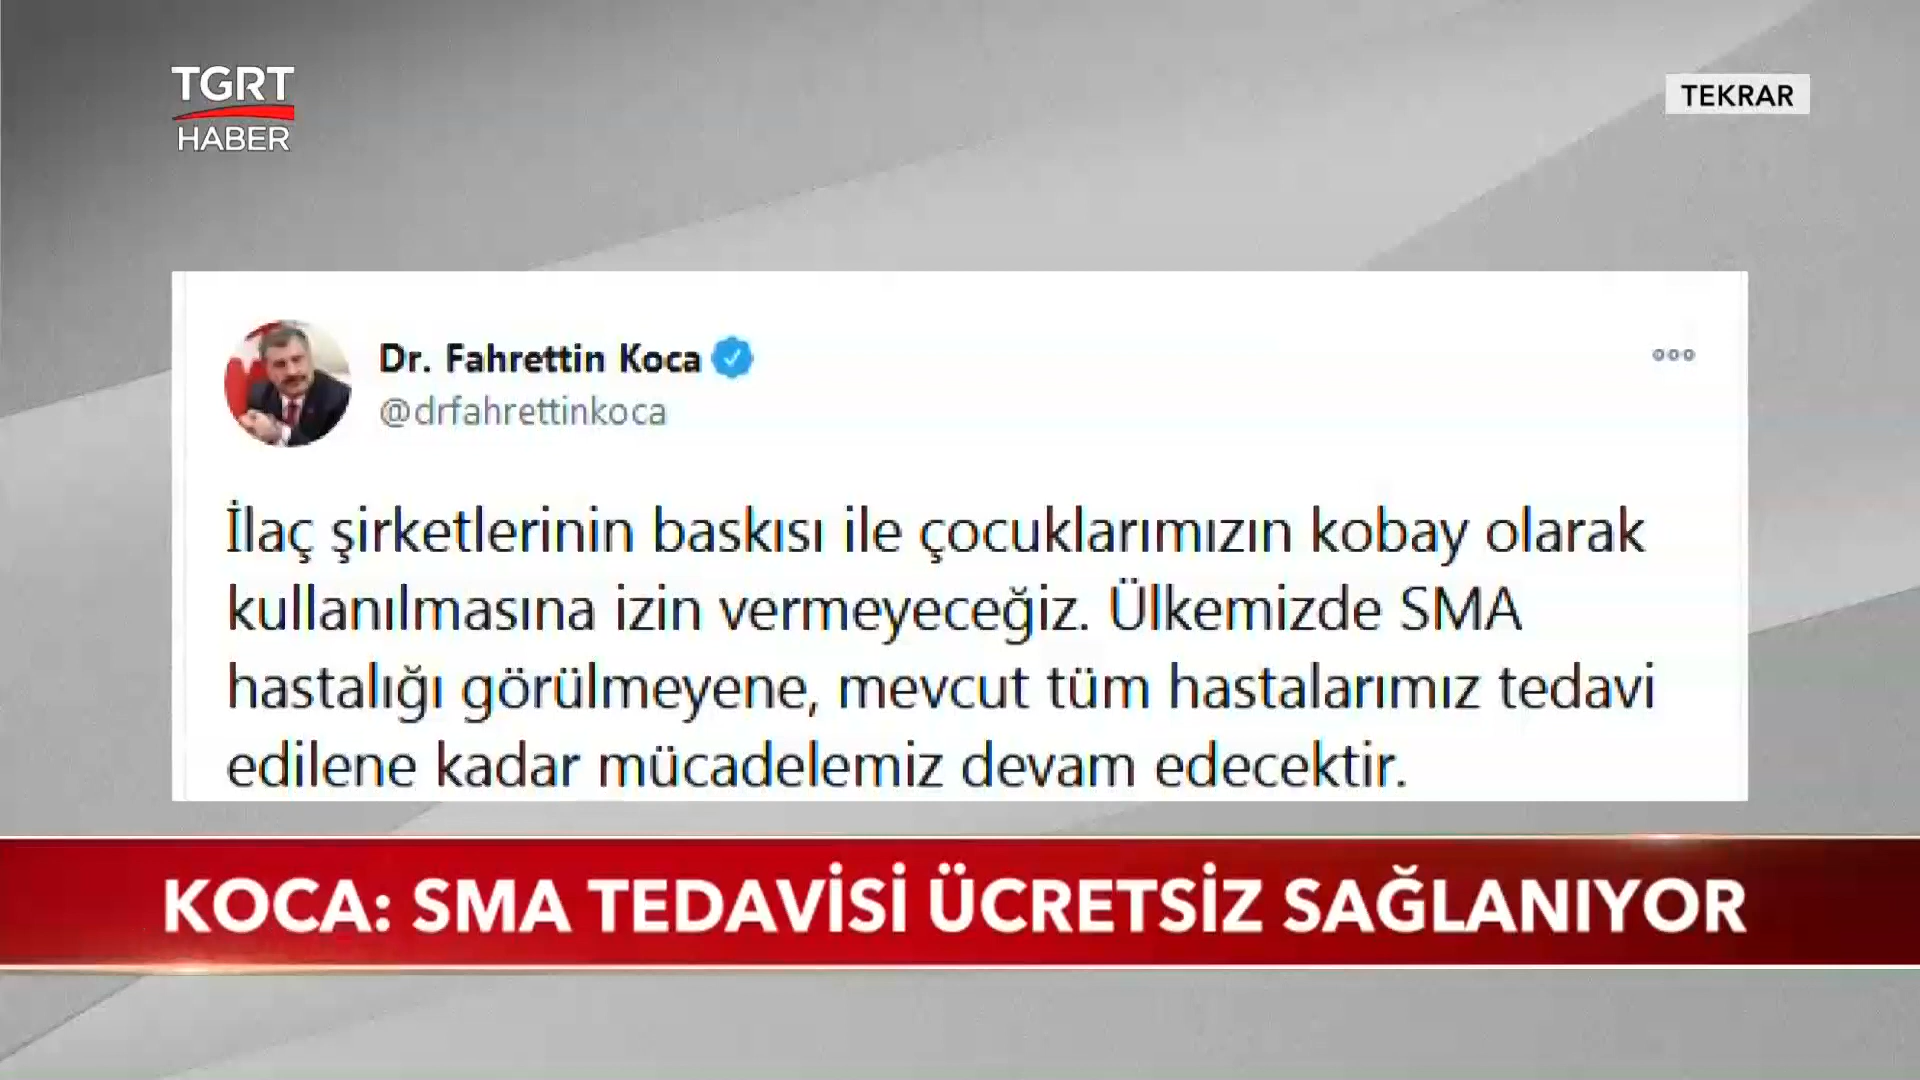 TGRT
HABER
TEKRAR
Dr. Fahrettin Koca
@drfahrettinkoca
İlaç şirketlerinin baskısı ile çocuklarımızın kobay olarak
kullanılmasına izin vermeyeceğiz. Ülkemizde SMA
hastalığı görülmeyene, mevcut tüm hastalarımız tedavi
edilene kadar mücadelemiz devam edecektir.
KOCA: SMA TEDAVİSİ ÜCRETSİZ SAĞLANIYOR